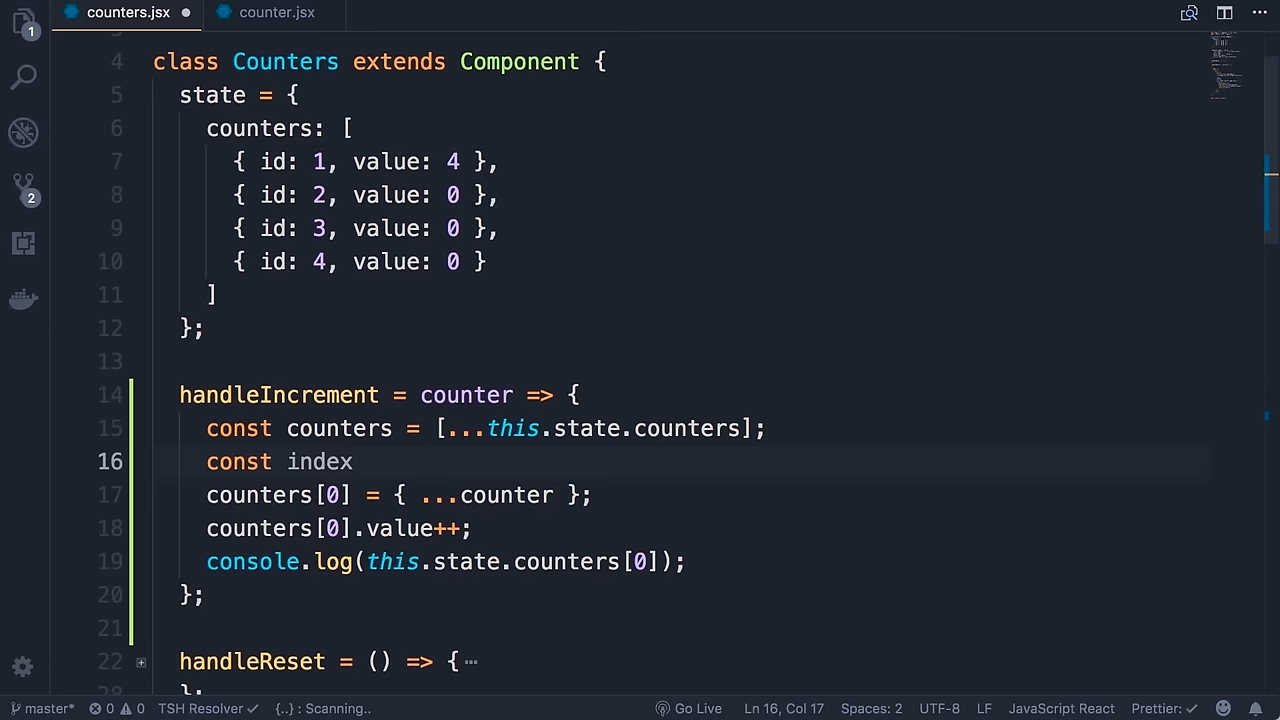 counters.jsx counter.jsx
1
4 class Counters extends Component {
5 state = {
6 counters: [
7 { id: 1, value: 4 },
8 { id: 2, value: 0 },
9 { id: 3, value: 0 },
10 { id: 4, value: 0 }
11 ]
12 };
13
14 handleIncrement = counter => {
15 const counters = [...this.state.counters];
16 const index
17 counters[0] = { ...counter };
18 counters[0].value++;
19 console.log(this.state.counters[0]);
20 };
21
22 handleReset = () => {…
2
master* 0 0 TSH Resolver ✓ {..} : Scanning.. Go Live Ln 16, Col 17 Spaces: 2 UTF-8 LF JavaScript React Prettier: ✓